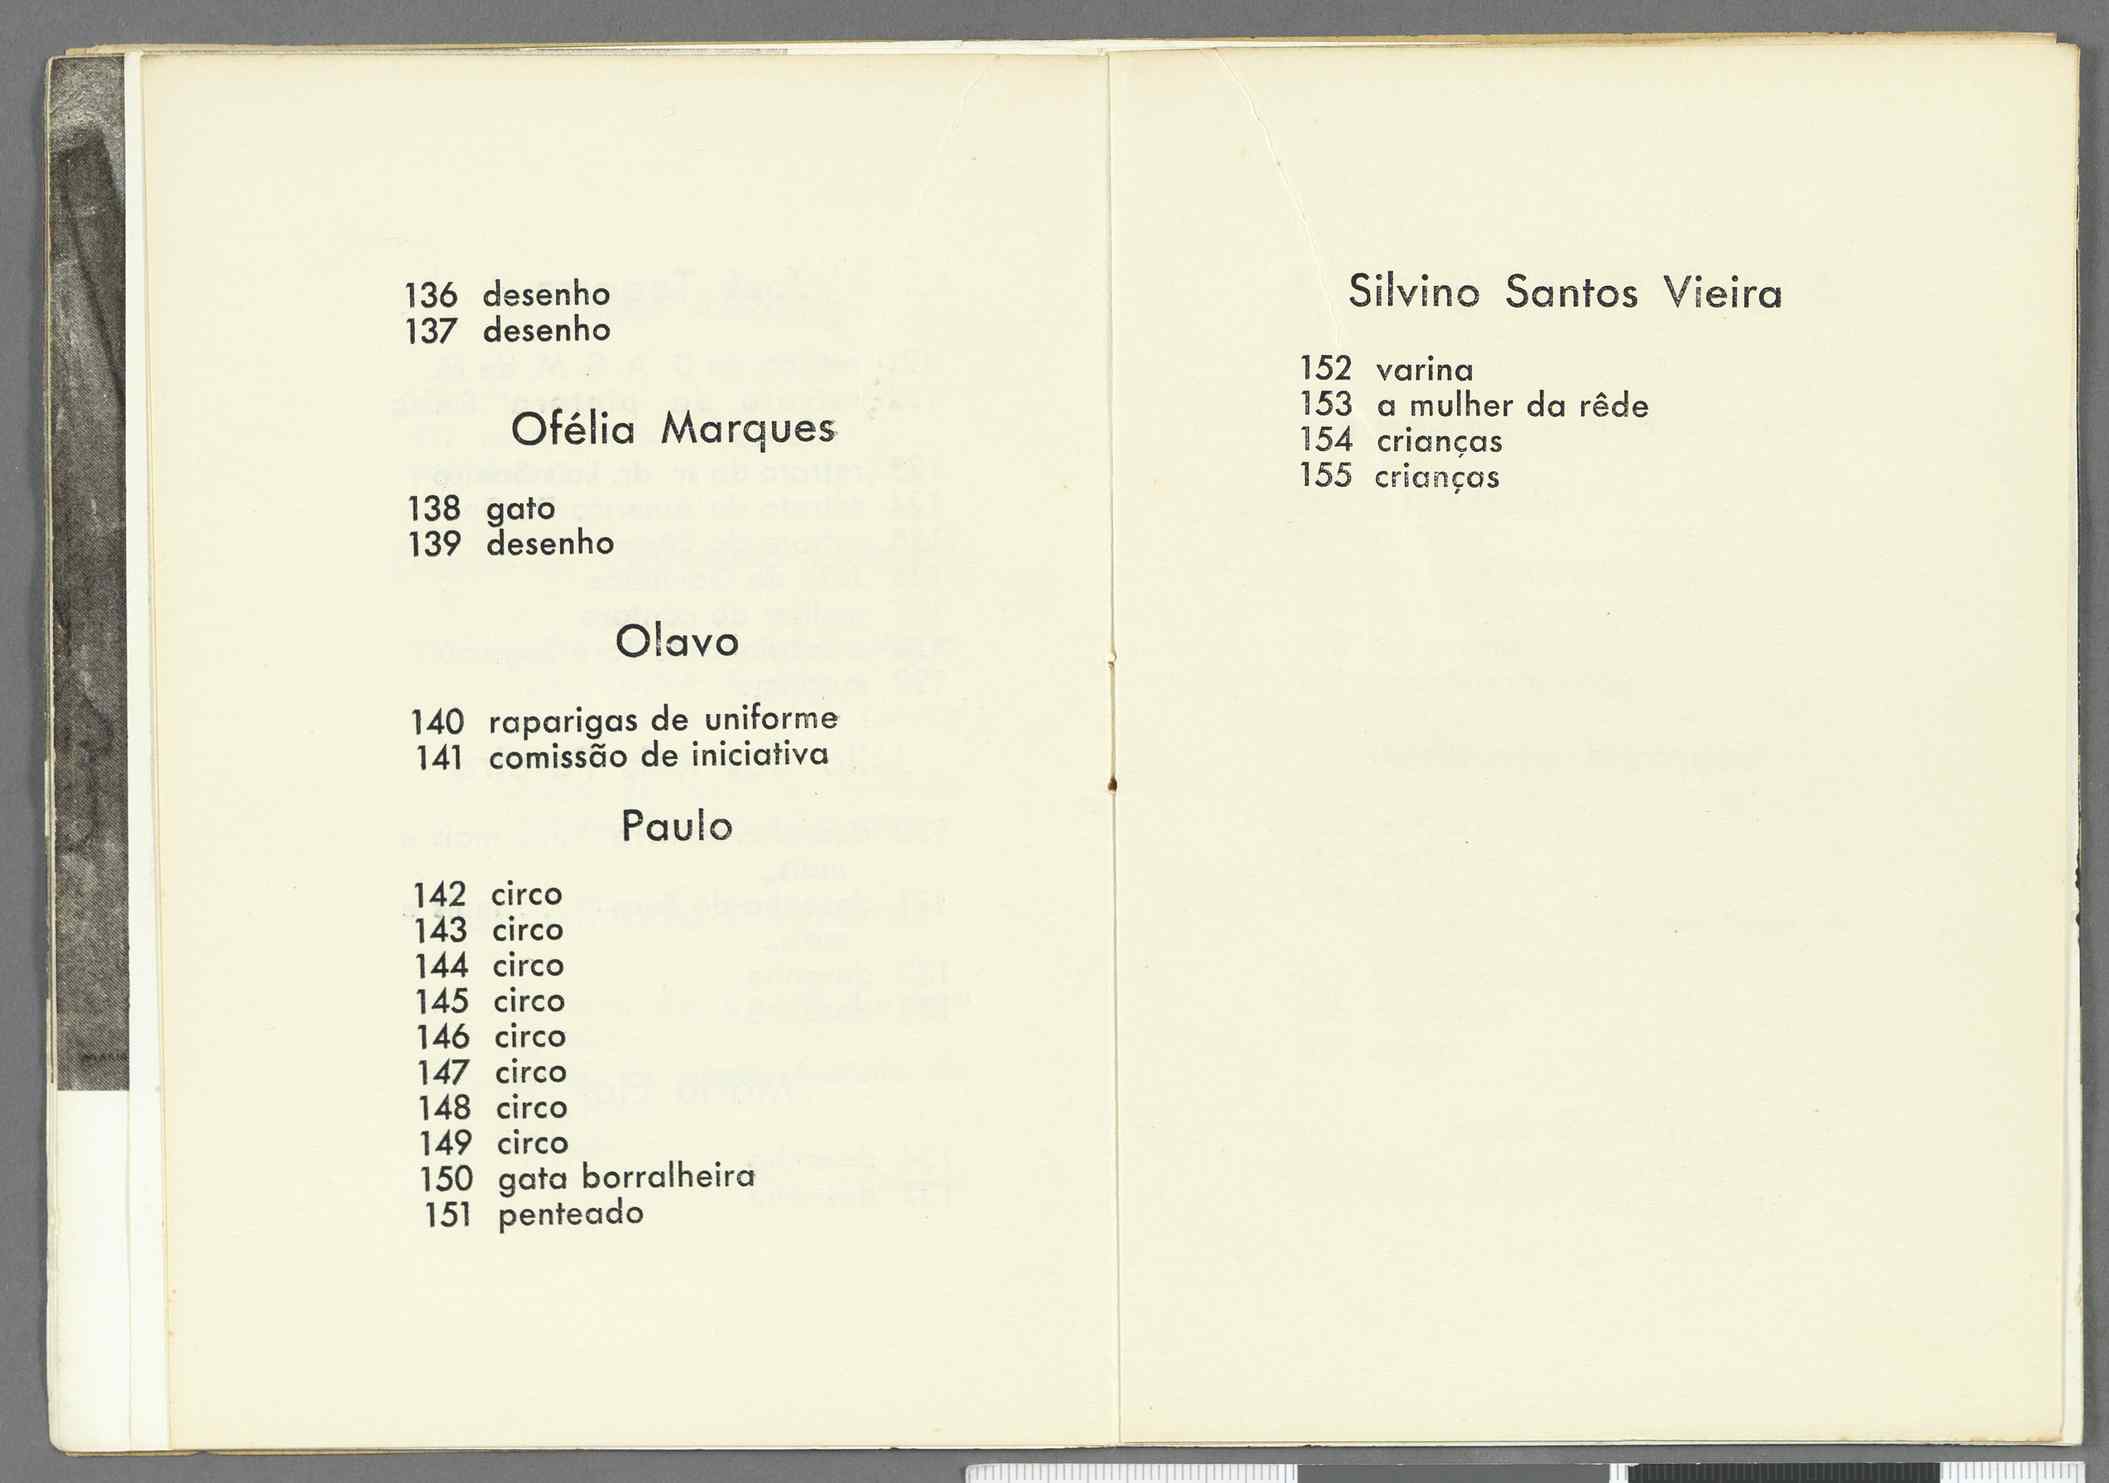 136 desenho
137 desenho
Ofélia Marques
138 gato
139 desenho
Olavo
140 raparigas de uniforme
141 comissão de iniciativa
Paulo
142 circo
143 circo
144 circo
145 circo
146 circo
147 circo
148 circo
149 circo
150 gata borralheira
151 penteado
Silvino Santos Vieira
152 varina
153 a mulher da rêde
154 crianças
155 crianças